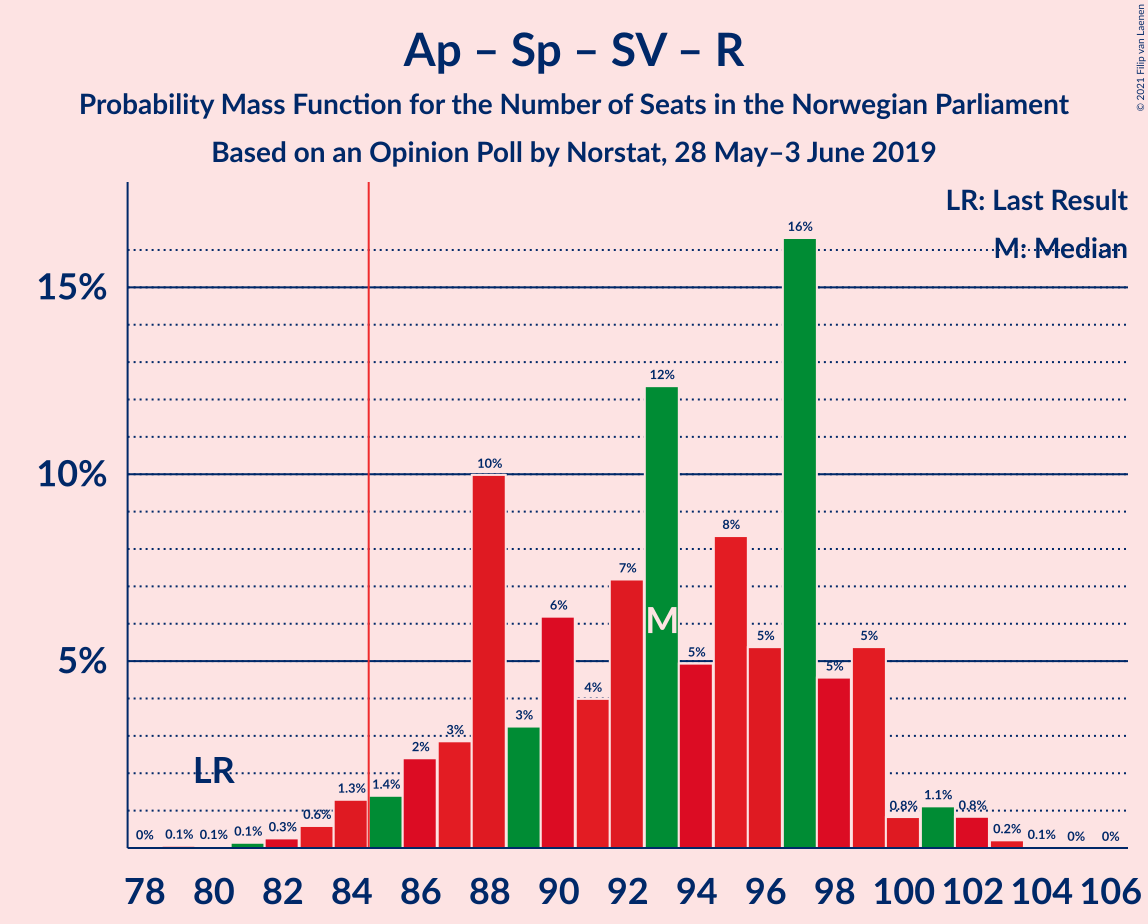 Ap – Sp – SV – R
Probability Mass Function for the Number of Seats in the Norwegian Parliament
Based on an Opinion Poll by Norstat, 28 May–3 June 2019
© 2021 Filip van Laenen
LR: Last Result
M: Median
15%
10%
5%
0% 0.1% 0.1% 0.1% 0.3% 0.6% 1.3% 1.4% 2% 3% 10% 3% 6% 4% 7% 12% 5% 8% 5% 16% 5% 5% 0.8% 1.1% 0.8% 0.2% 0.1% 0% 0%
LR
M
78 80 82 84 86 88 90 92 94 96 98 100 102 104 106